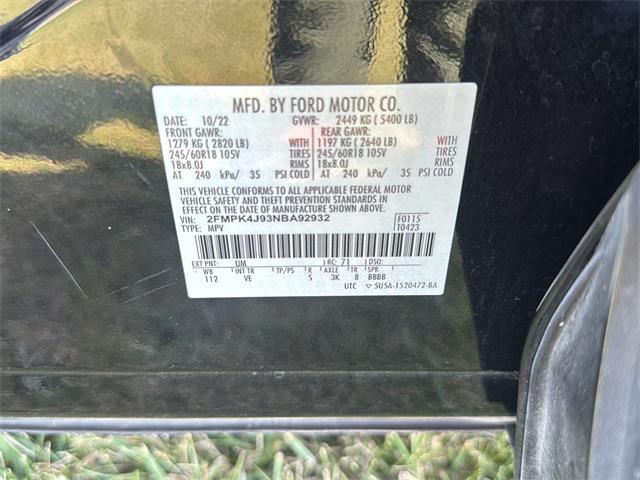 MFD. BY FORD MOTOR CO.
DATE: 10/22 GVWR: 2449 KG ( 5400 LB)
FRONT GAWR: REAR GAWR:
1279 KG ( 2820 LB) WITH 1197 KG ( 2640 LB) WITH
245/60R18 105V TIRES 245/60R18 105V TIRES
18x8.0J RIMS 18x8.0J RIMS
AT 240 kPa/ 35 PSI COLD AT 240 kPa/ 35 PSI COLD
THIS VEHICLE CONFORMS TO ALL APPLICABLE FEDERAL MOTOR
VEHICLE SAFETY AND THEFT PREVENTION STANDARDS IN
EFFECT ON THE DATE OF MANUFACTURE SHOWN ABOVE.
VIN: 2FMPK4J93NBA92932 F0115
TYPE: MPV T0423
EXT PNT: UM RC: 71 DSO:
WB TP/PS R AXLE TR SPR
112 VE S 3K 8 BBBB
UTC ▽ 5U5A-1520472-BA